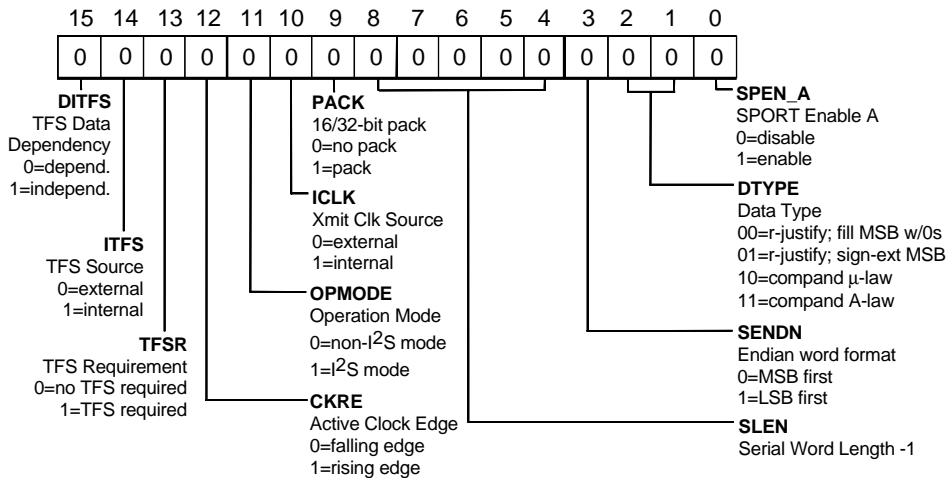 15 14 13 12 11 10 9 8 7 6 5 4 3 2 1 0
0 0 0 0 0 0 0 0 0 0 0 0 0 0 0 0
DITFS
TFS Data
Dependency
0=depend.
1=independ.
ITFS
TFS Source
0=external
1=internal
TFSR
TFS Requirement
0=no TFS required
1=TFS required
PACK
16/32-bit pack
0=no pack
1=pack
ICLK
Xmit Clk Source
0=external
1=internal
OPMODE
Operation Mode
0=non-I²S mode
1=I²S mode
CKRE
Active Clock Edge
0=falling edge
1=rising edge
SPEN_A
SPORT Enable A
0=disable
1=enable
DTYPE
Data Type
00=r-justify; fill MSB w/0s
01=r-justify; sign-ext MSB
10=compand µ-law
11=compand A-law
SENDN
Endian word format
0=MSB first
1=LSB first
SLEN
Serial Word Length -1